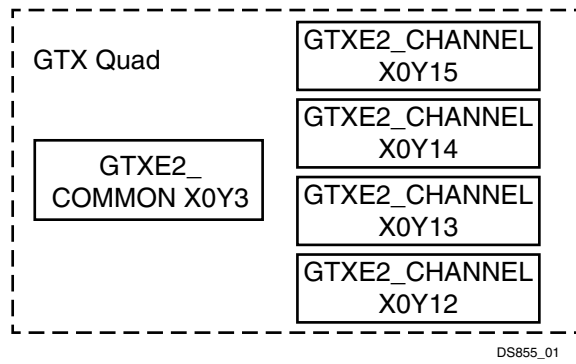 GTX Quad
GTXE2_
COMMON X0Y3
GTXE2_CHANNEL
X0Y15
GTXE2_CHANNEL
X0Y14
GTXE2_CHANNEL
X0Y13
GTXE2_CHANNEL
X0Y12
DS855_01